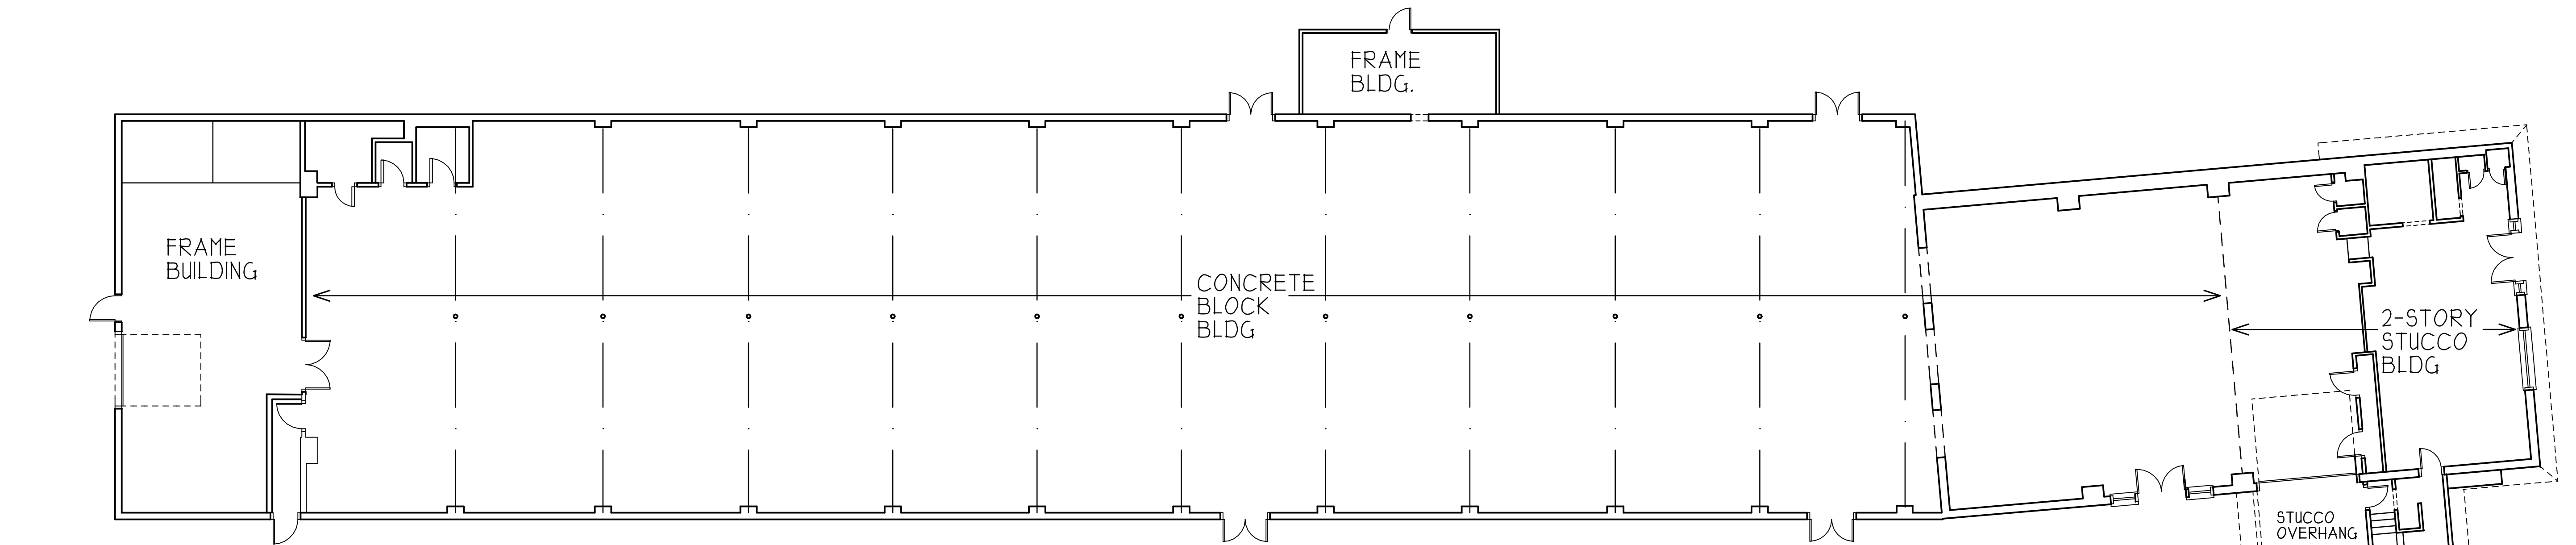 FRAME
BLDG.
FRAME
BUILDING
CONCRETE
BLOCK
BLDG
2-STORY
STUCCO
BLDG
STUCCO
OVERHANG